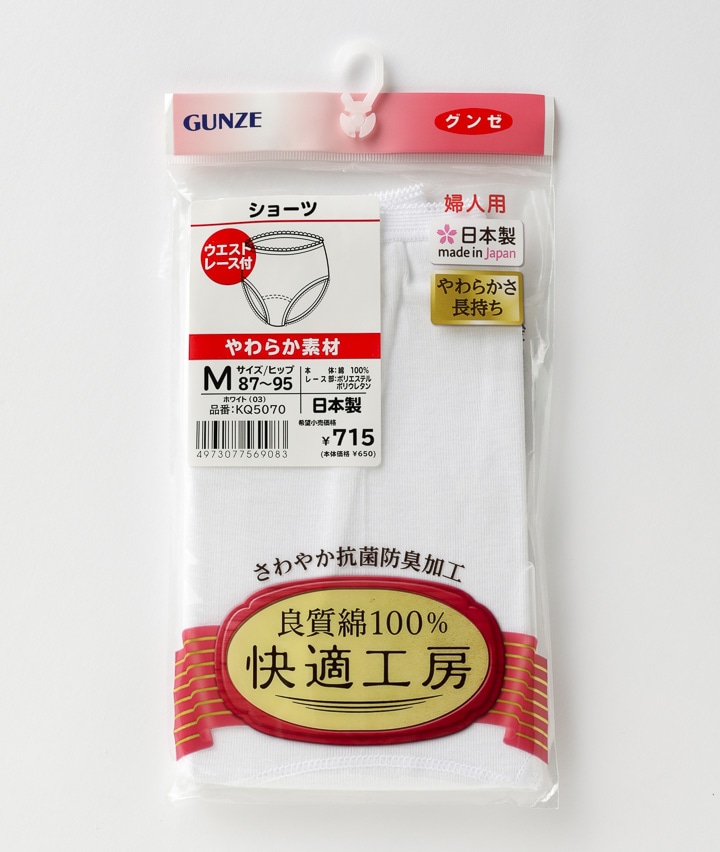 GUNZE
グンゼ
ショーツ
ウエスト
レース付
やわらか素材
M サイズ/ヒップ
87〜95
本　体:綿 100%
レース部:ポリエステル
ポリウレタン
ホワイト(03)
品番:KQ5070
日本製
希望小売価格
¥715
(本体価格 ¥650)
4973077569083
婦人用
日本製
made in Japan
やわらかさ
長持ち
さわやか抗菌防臭加工
良質綿100%
快適工房